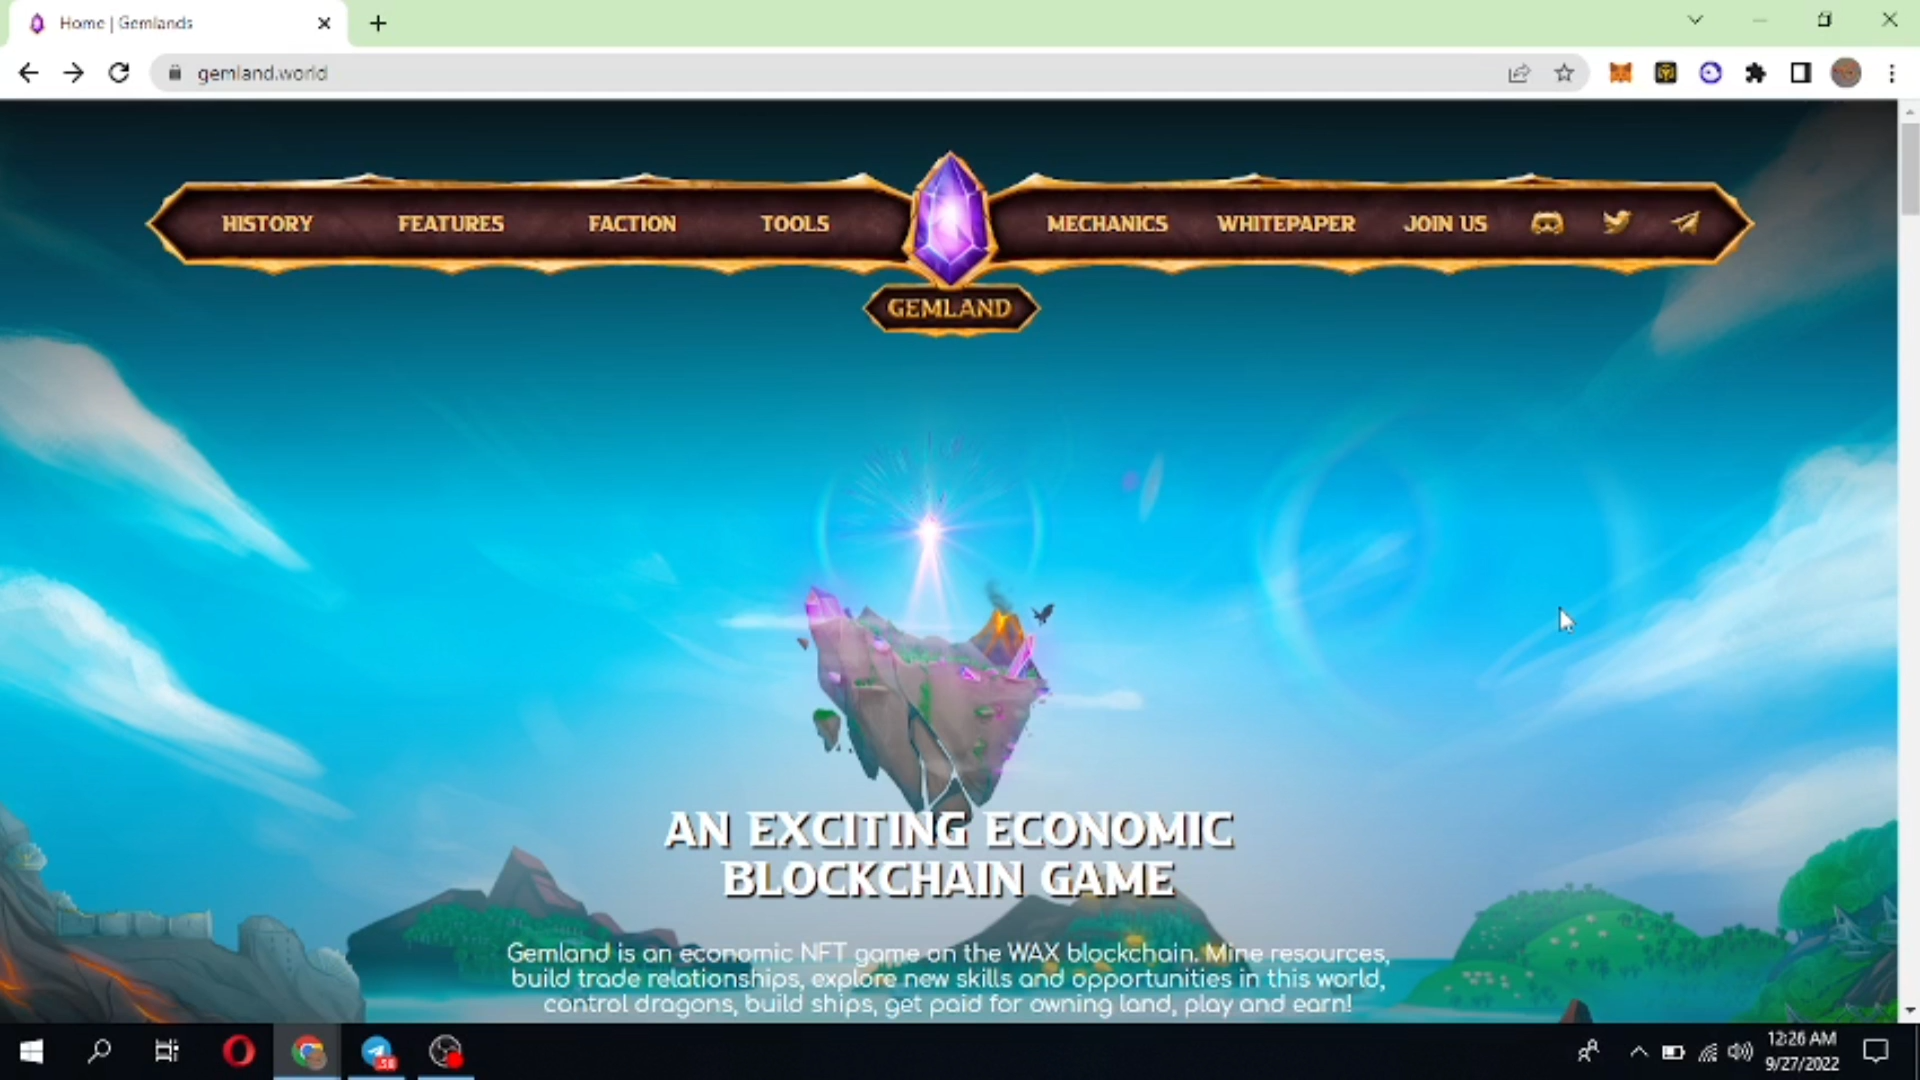 Home | Gemlands
gemland.world
HISTORY FEATURES FACTION TOOLS MECHANICS WHITEPAPER JOIN US
GEMLAND
AN EXCITING ECONOMIC
BLOCKCHAIN GAME
Gemland is an economic NFT game on the WAX blockchain. Mine resources,
build trade relationships, explore new skills and opportunities in this world,
control dragons, build ships, get paid for owning land, play and earn!
12:26 AM
9/27/2022